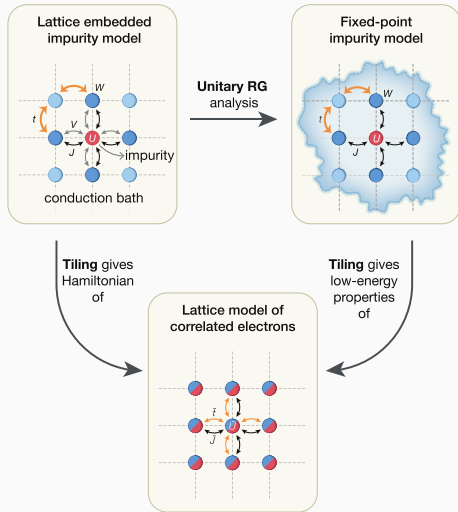 Lattice embedded
impurity model
W
t
V
U
J
impurity
conduction bath
Unitary RG
analysis
Fixed-point
impurity model
W
t
U
J
Tiling gives
Hamiltonian
of
Tiling gives
low-energy
properties
of
Lattice model of
correlated electrons
t̃
Ũ
J̃